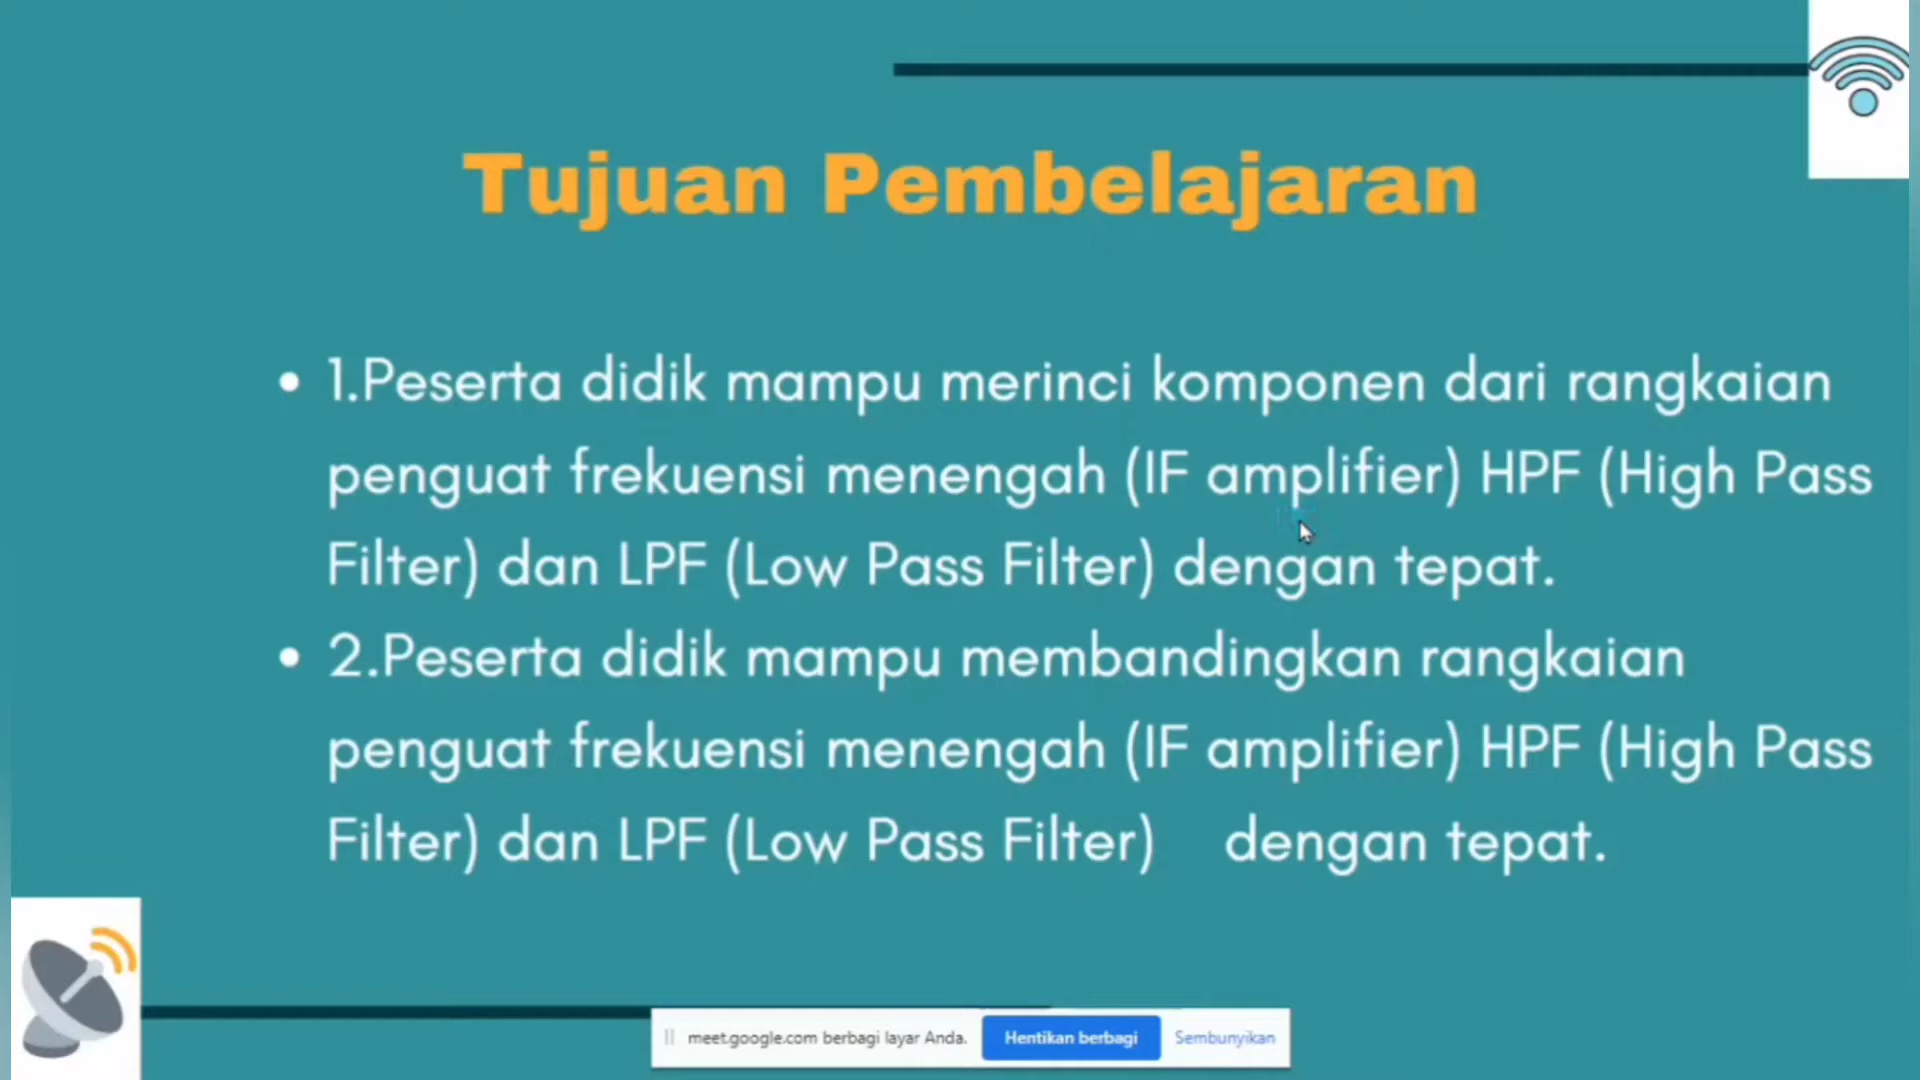 Tujuan Pembelajaran
• 1.Peserta didik mampu merinci komponen dari rangkaian
penguat frekuensi menengah (IF amplifier) HPF (High Pass
Filter) dan LPF (Low Pass Filter) dengan tepat.
• 2.Peserta didik mampu membandingkan rangkaian
penguat frekuensi menengah (IF amplifier) HPF (High Pass
Filter) dan LPF (Low Pass Filter) dengan tepat.
meet.google.com berbagi layar Anda. Hentikan berbagi Sembunyikan